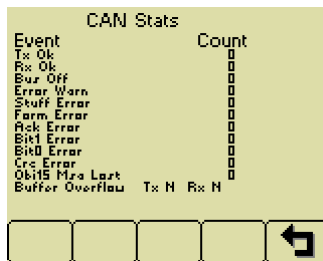 CAN Stats
Event Count
Tx Ok 0
Rx Ok 0
Bus Off 0
Error Warn 0
Stuff Error 0
Form Error 0
Ack Error 0
Bit1 Error 0
Bit0 Error 0
Crc Error 0
Obj15 Msg Lost 0
Buffer Overflow Tx N Rx N